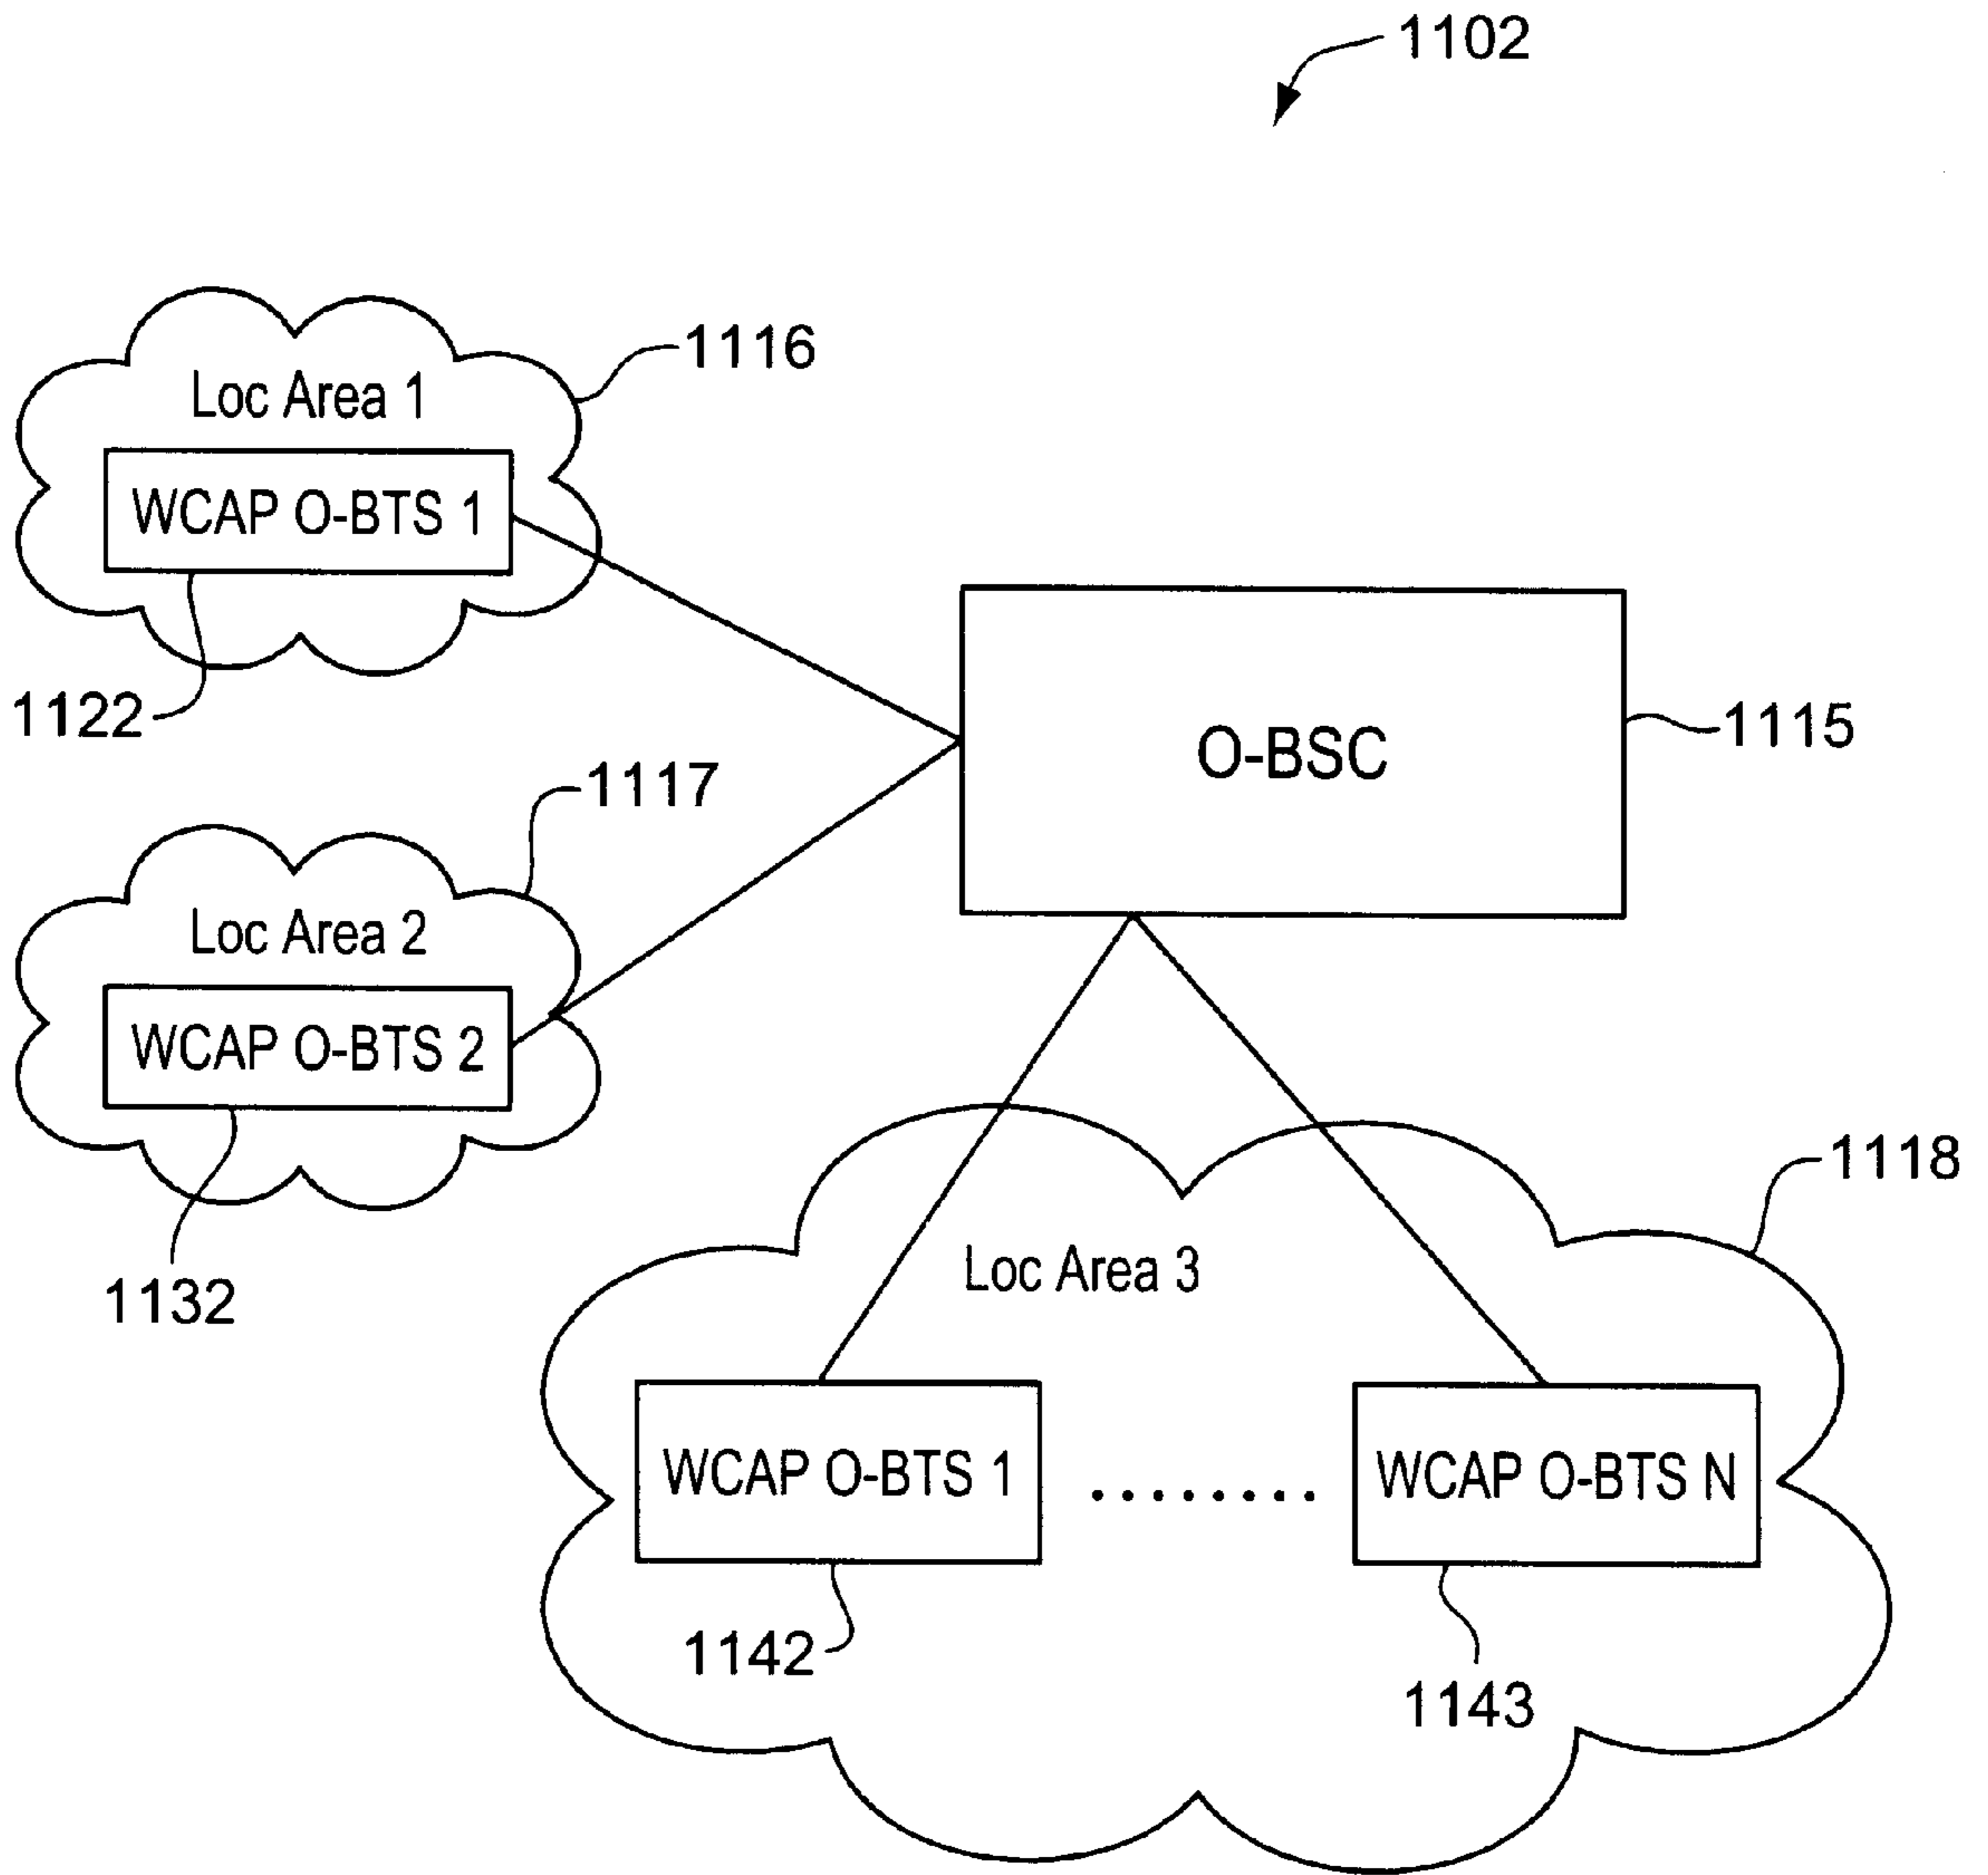 1102
1116
Loc Area 1
WCAP O-BTS 1
1122
O-BSC
1115
1117
Loc Area 2
WCAP O-BTS 2
1132
1118
Loc Area 3
WCAP O-BTS 1
........
WCAP O-BTS N
1142
1143